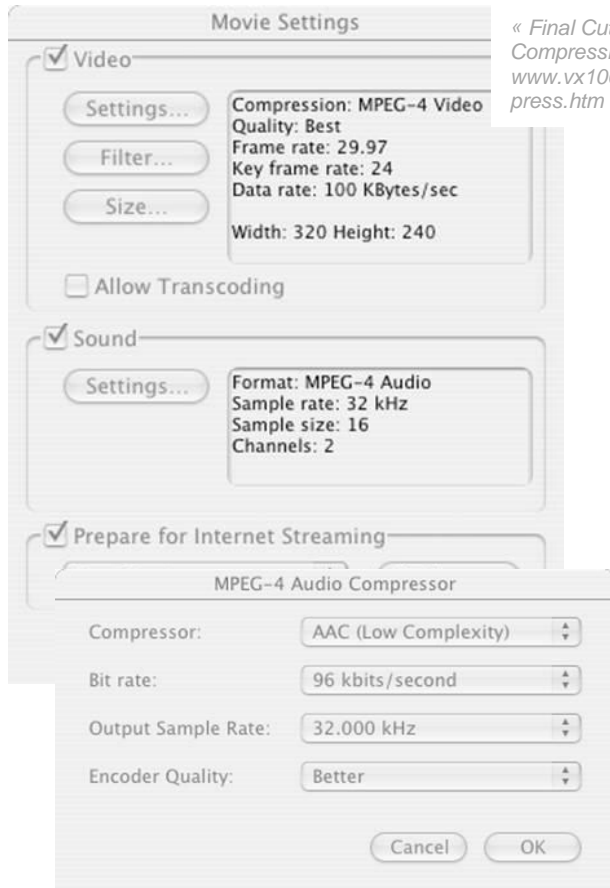 Movie Settings
« Final Cu
Compressi
www.vx10
press.htm
Video
Settings...
Filter...
Size...
Compression: MPEG-4 Video
Quality: Best
Frame rate: 29.97
Key frame rate: 24
Data rate: 100 KBytes/sec
Width: 320 Height: 240
Allow Transcoding
Sound
Settings...
Format: MPEG-4 Audio
Sample rate: 32 kHz
Sample size: 16
Channels: 2
Prepare for Internet Streaming
MPEG-4 Audio Compressor
Compressor: AAC (Low Complexity)
Bit rate: 96 kbits/second
Output Sample Rate: 32.000 kHz
Encoder Quality: Better
Cancel OK